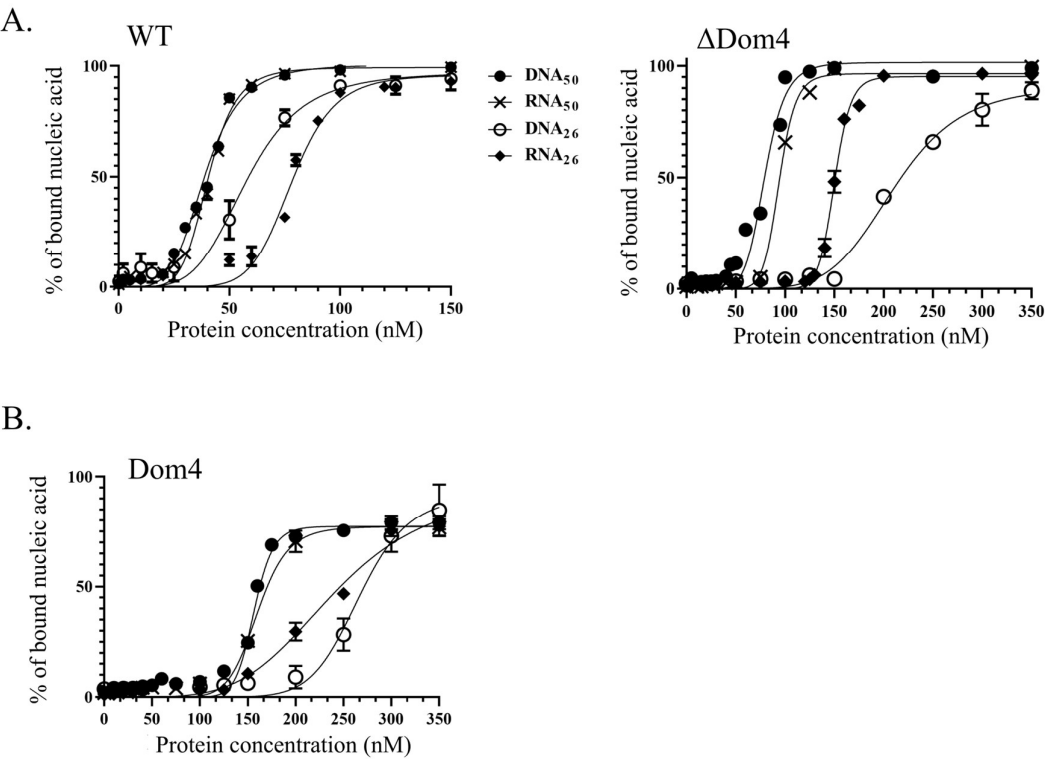 A.
WT
ΔDom4
% of bound nucleic acid
100
50
0
0 50 100 150
Protein concentration (nM)
DNA50
RNA50
DNA26
RNA26
% of bound nucleic acid
100
50
0
0 50 100 150 200 250 300 350
Protein concentration (nM)
B.
Dom4
% of bound nucleic acid
100
50
0
0 50 100 150 200 250 300 350
Protein concentration (nM)